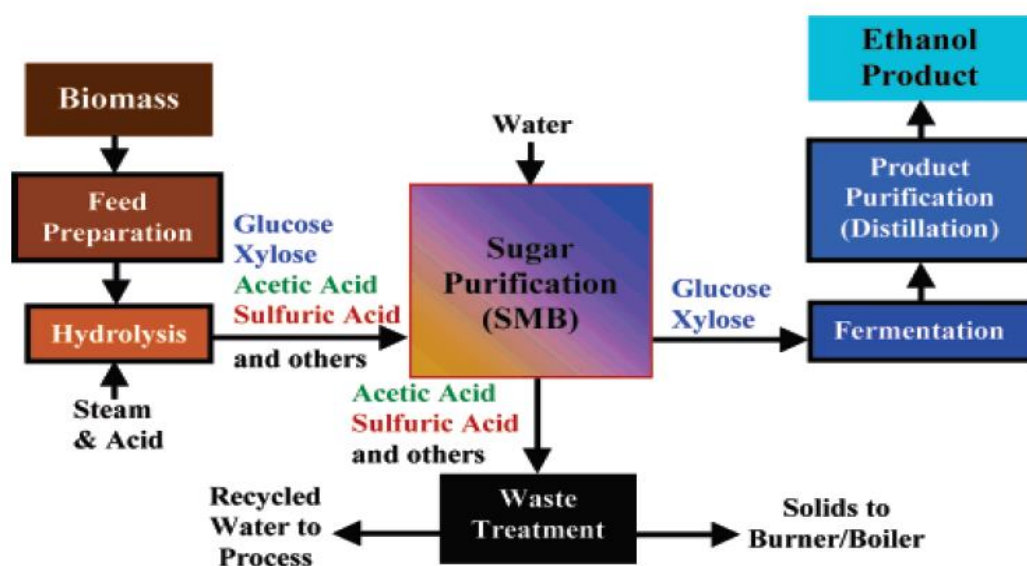 Biomass
Feed
Preparation
Hydrolysis
Steam
& Acid
Glucose
Xylose
Acetic Acid
Sulfuric Acid
and others
Water
Sugar
Purification
(SMB)
Acetic Acid
Sulfuric Acid
and others
Waste
Treatment
Recycled
Water to
Process
Solids to
Burner/Boiler
Glucose
Xylose
Fermentation
Product
Purification
(Distillation)
Ethanol
Product